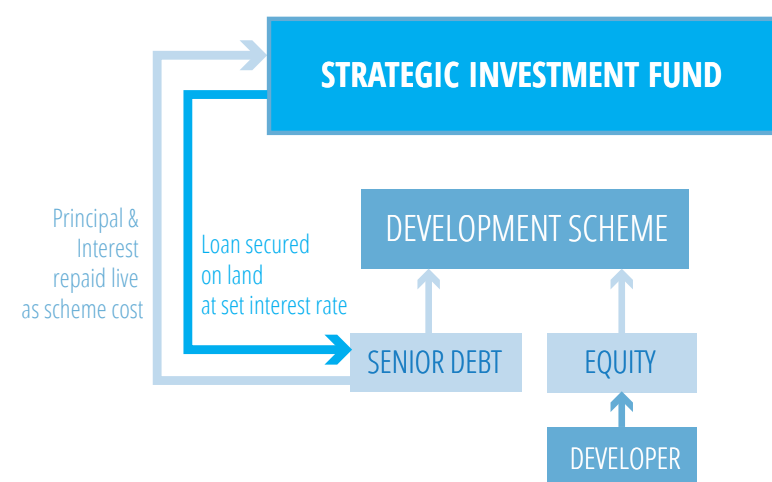 STRATEGIC INVESTMENT FUND
Principal &
Interest
repaid live
as scheme cost
Loan secured
on land
at set interest rate
DEVELOPMENT SCHEME
SENIOR DEBT
EQUITY
DEVELOPER